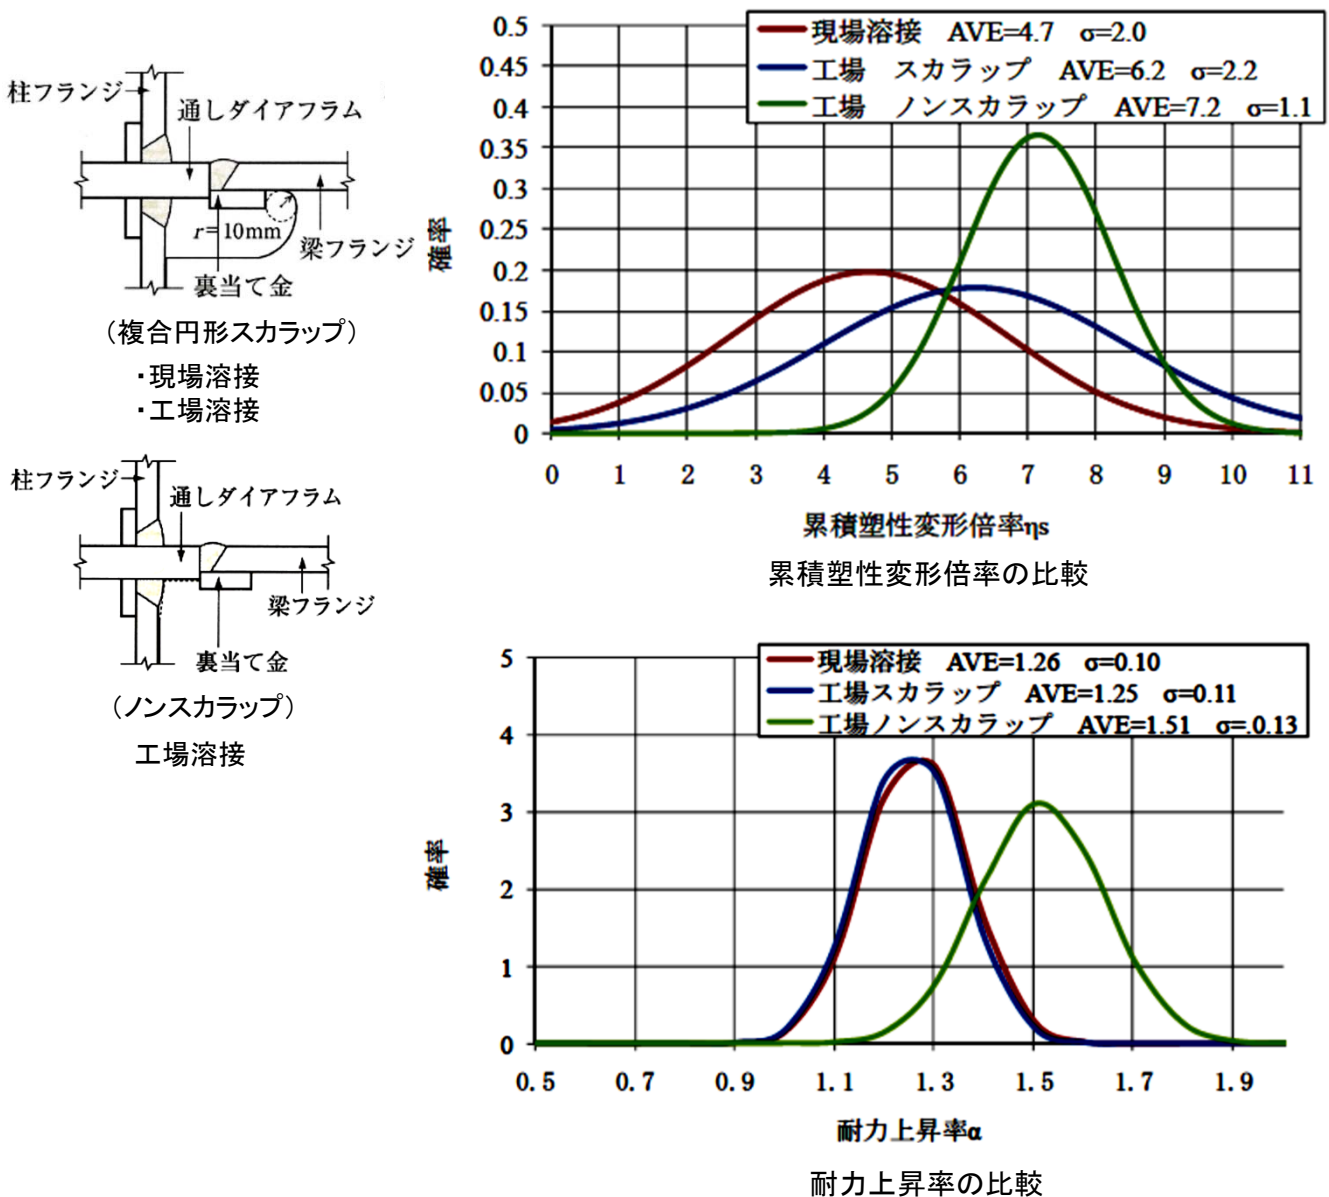 柱フランジ
通しダイアフラム
r=10mm
梁フランジ
裏当て金
（複合円形スカラップ）
・現場溶接
・工場溶接
柱フランジ
通しダイアフラム
梁フランジ
裏当て金
（ノンスカラップ）
工場溶接
現場溶接 AVE=4.7 σ=2.0
工場 スカラップ AVE=6.2 σ=2.2
工場 ノンスカラップ AVE=7.2 σ=1.1
0.5
0.45
0.4
0.35
0.3
0.25
0.2
0.15
0.1
0.05
0
確率
0 1 2 3 4 5 6 7 8 9 10 11
累積塑性変形倍率ηs
累積塑性変形倍率の比較
現場溶接 AVE=1.26 σ=0.10
工場スカラップ AVE=1.25 σ=0.11
工場ノンスカラップ AVE=1.51 σ=.0.13
5
4
3
2
1
0
確率
0.5 0.7 0.9 1.1 1.3 1.5 1.7 1.9
耐力上昇率α
耐力上昇率の比較